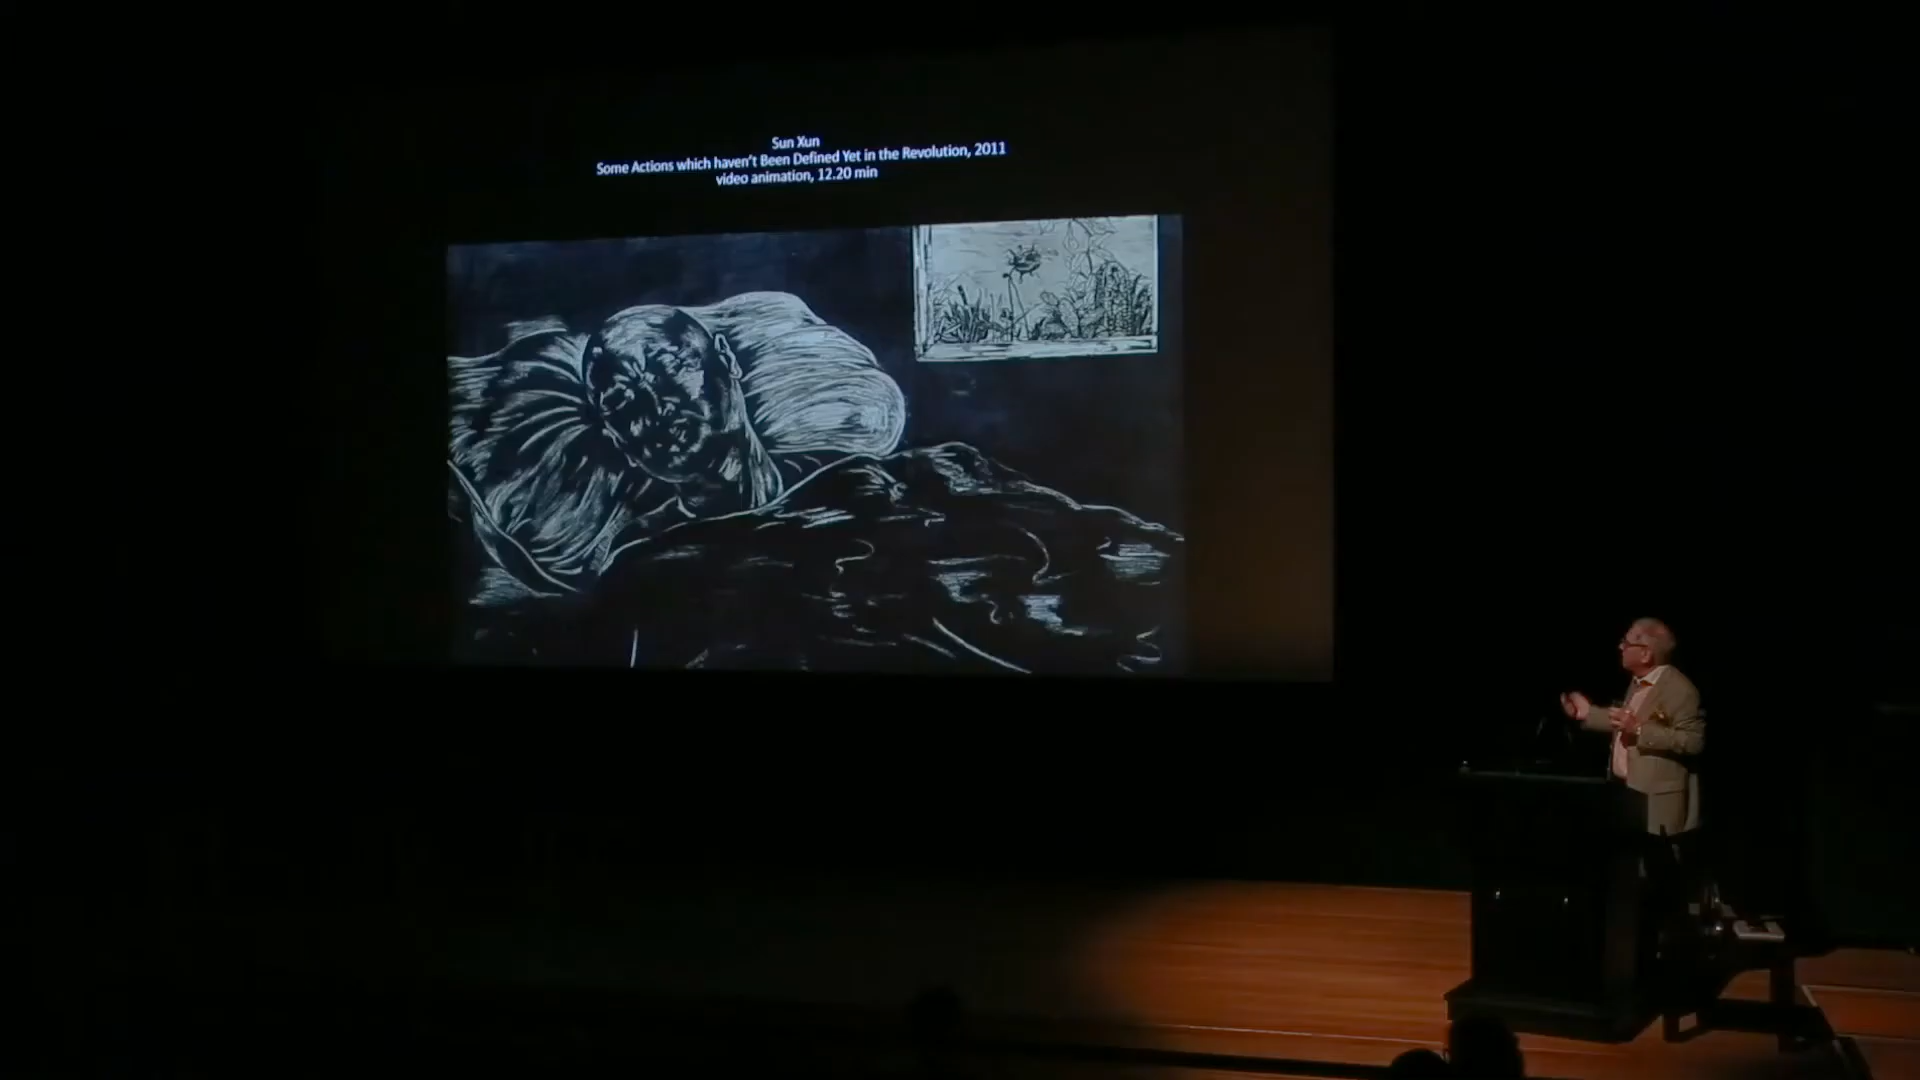 Sun Xun
Some Actions which haven't Been Defined Yet in the Revolution, 2011
video animation, 12.20 min